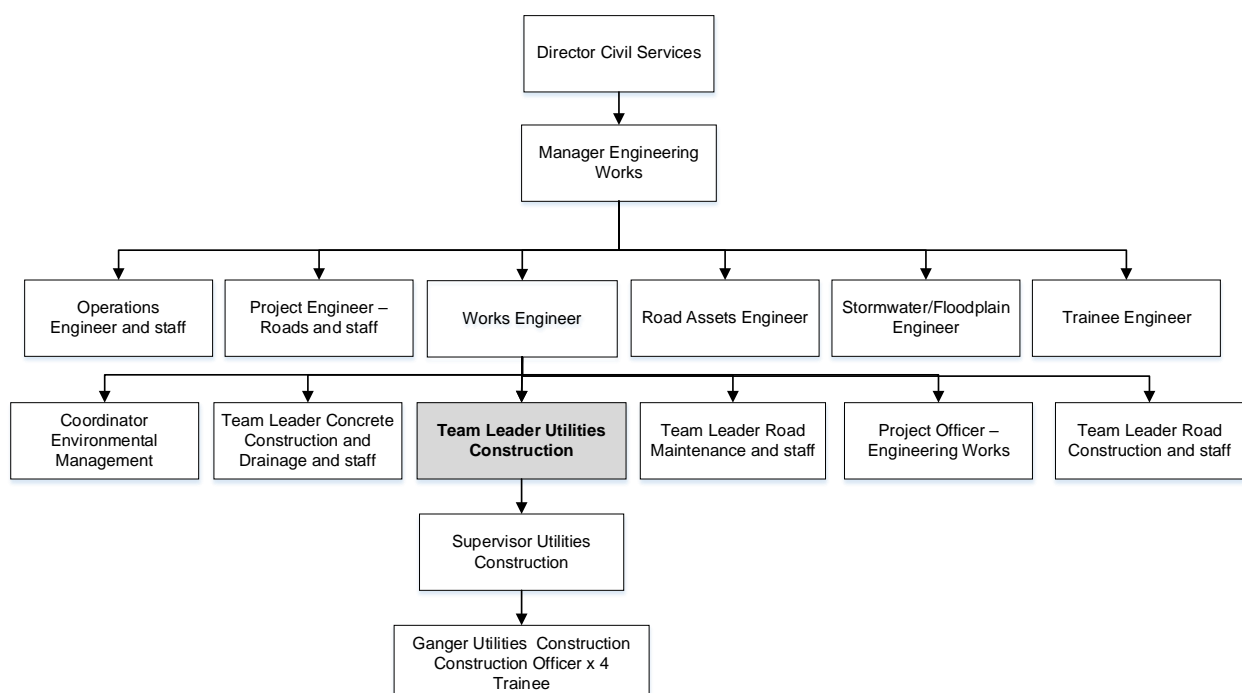 Director Civil Services
Manager Engineering
Works
Operations
Engineer and staff
Project Engineer –
Roads and staff
Works Engineer
Road Assets Engineer
Stormwater/Floodplain
Engineer
Trainee Engineer
Coordinator
Environmental
Management
Team Leader Concrete
Construction and
Drainage and staff
Team Leader Utilities
Construction
Team Leader Road
Maintenance and staff
Project Officer –
Engineering Works
Team Leader Road
Construction and staff
Supervisor Utilities
Construction
Ganger Utilities  Construction
Construction Officer x 4
Trainee